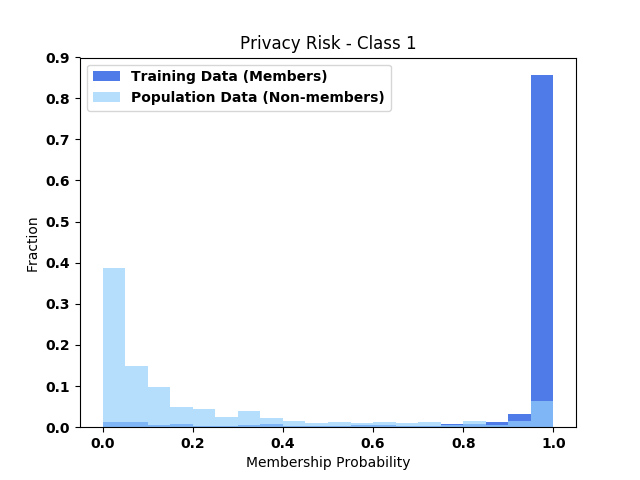 Privacy Risk - Class 1
Training Data (Members)
Population Data (Non-members)
Fraction
0.9
0.8
0.7
0.6
0.5
0.4
0.3
0.2
0.1
0.0
0.0 0.2 0.4 0.6 0.8 1.0
Membership Probability